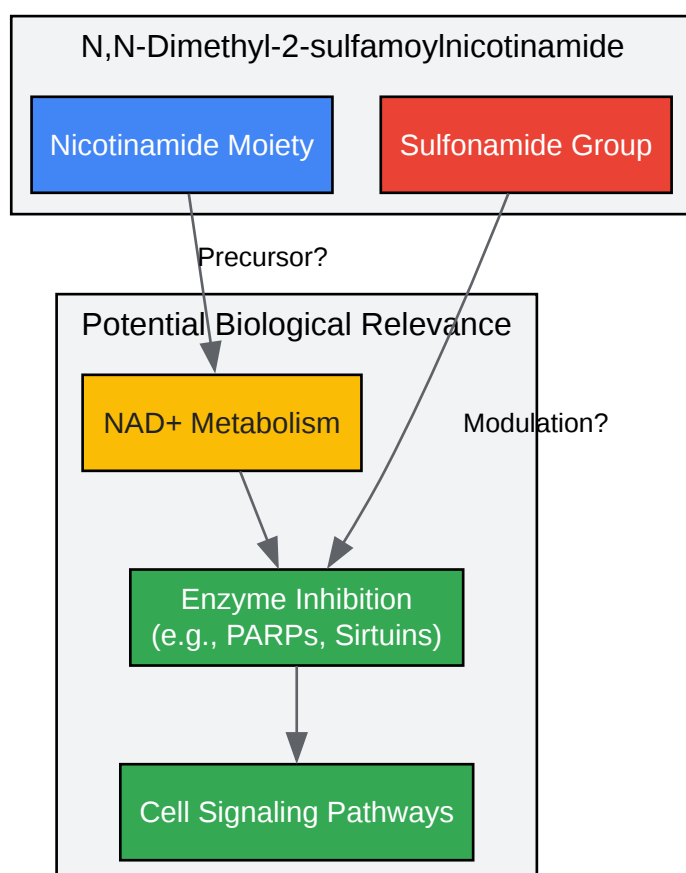 N,N-Dimethyl-2-sulfamoylnicotinamide
Nicotinamide Moiety
Sulfonamide Group
Precursor?
Potential Biological Relevance
NAD+ Metabolism
Modulation?
Enzyme Inhibition
(e.g., PARPs, Sirtuins)
Cell Signaling Pathways